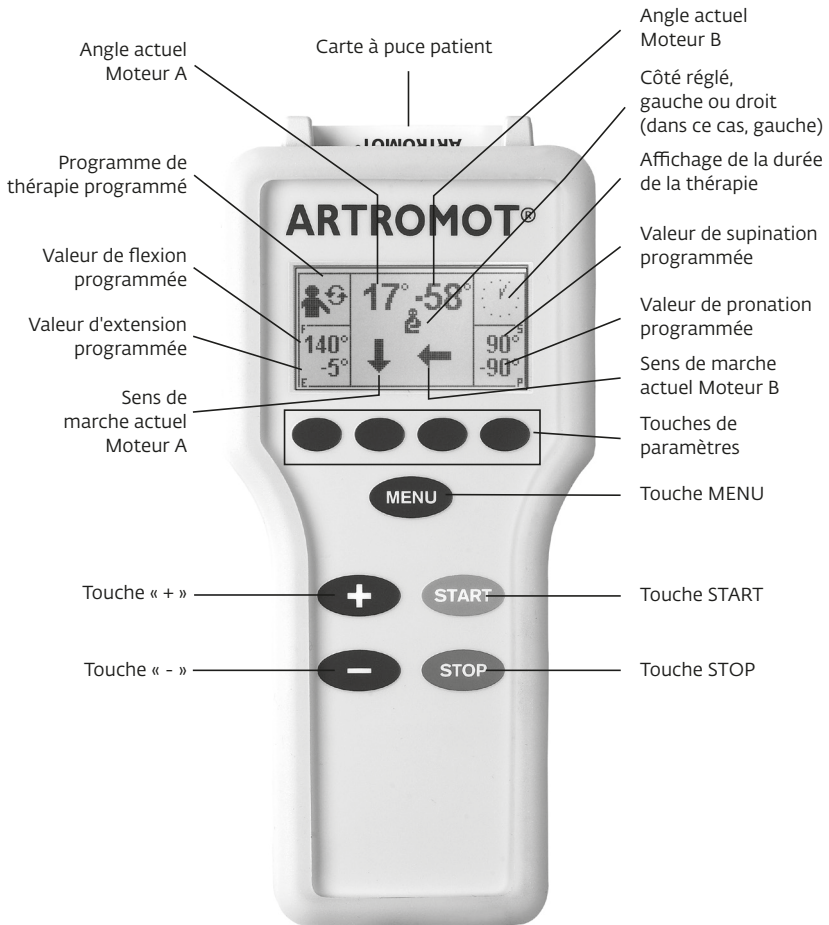 Angle actuel
Moteur A
Carte à puce patient
Angle actuel
Moteur B
Côté réglé,
gauche ou droit
(dans ce cas, gauche)
Programme de
thérapie programmé
Affichage de la durée
de la thérapie
Valeur de flexion
programmée
Valeur de supination
programmée
Valeur d'extension
programmée
Valeur de pronation
programmée
Sens de
marche actuel
Moteur A
Sens de marche
actuel Moteur B
Touches de
paramètres
Touche MENU
Touche « + »
Touche START
Touche « - »
Touche STOP
ARTROMOT®
ARTROMOT®
17° -58°
F
140°
-5°
E
S
90°
-90°
P
MENU
+
START
−
STOP